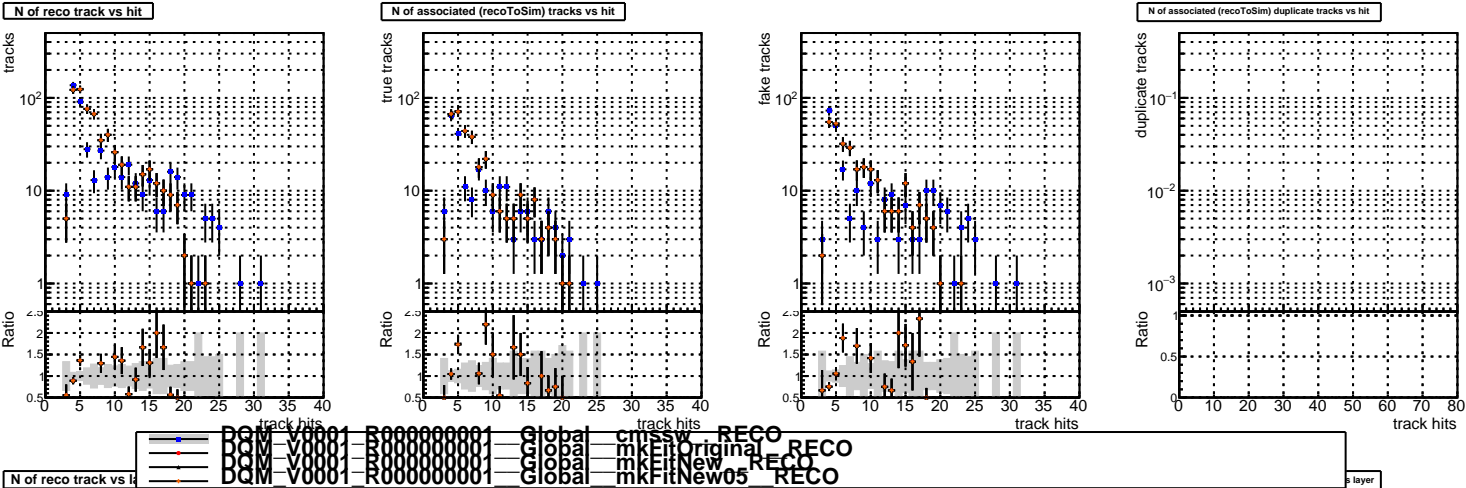 N of reco track vs hit
N of associated (recoToSim) tracks vs hit
N of associated (recoToSim) duplicate tracks vs hit
tracks
10²
10
1
Ratio
2.5
2
1.5
1
0.5
0 5 10 15 20 25 30 35 40
track hits
true tracks
10²
10
1
Ratio
2.5
2
1.5
1
0.5
0 5 10 15 20 25 30 35 40
track hits
fake tracks
10²
10
1
Ratio
2.5
2
1.5
1
0.5
0 5 10 15 20 25 30 35 40
track hits
duplicate tracks
10⁻¹
10⁻²
10⁻³
Ratio
1
0.5
0
0 10 20 30 40 50 60 70 80
track hits
DQM_V0001_R000000001__Global__cmssw__RECO
DQM_V0001_R000000001__Global__mkFitOriginal__RECO
DQM_V0001_R000000001__Global__mkFitNew__RECO
DQM_V0001_R000000001__Global__mkFitNew05__RECO
N of reco track vs la
s layer